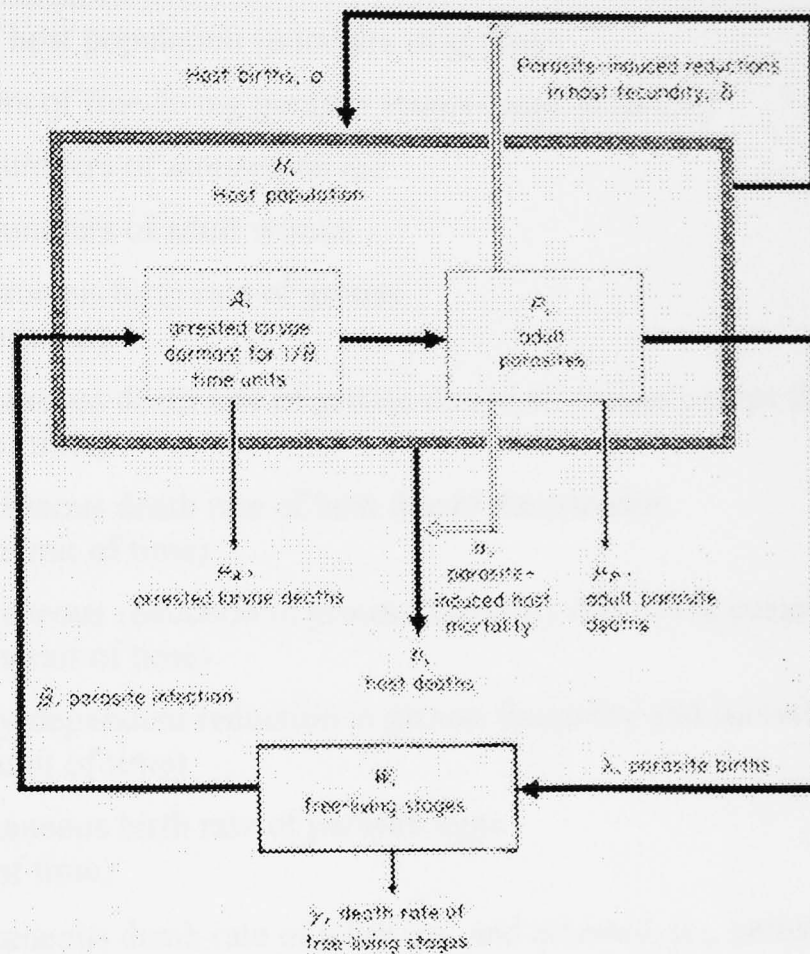 Host births, a
Parasite-induced reductions
in host fecundity, δ
H,
Host population
A,
arrested larvae
dormant for 1/θ
time units
P,
adult
parasites
μA,
arrested larvae deaths
α,
parasite-
induced host
mortality
μP,
adult parasite
deaths
b,
host deaths
β, parasite infection
W,
free-living stages
λ, parasite births
γ, death rate of
free-living stages